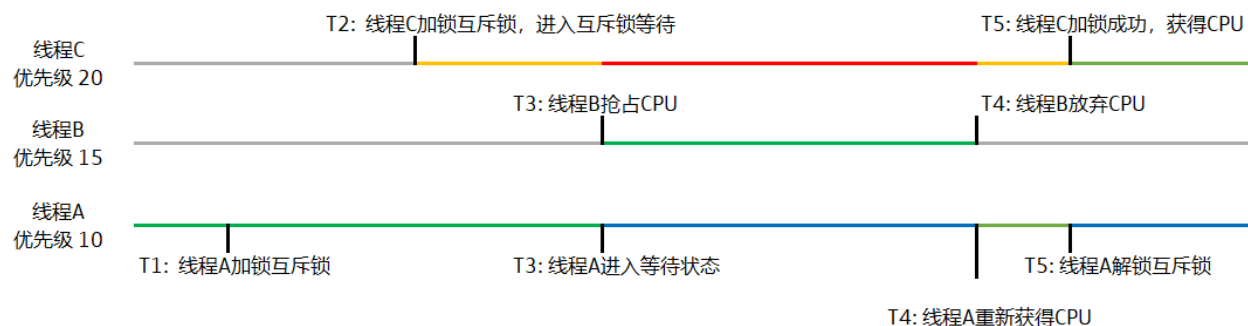 T2: 线程C加锁互斥锁，进入互斥锁等待
T5: 线程C加锁成功，获得CPU
线程C
优先级 20
T3: 线程B抢占CPU
T4: 线程B放弃CPU
线程B
优先级 15
线程A
优先级 10
T1: 线程A加锁互斥锁
T3: 线程A进入等待状态
T5: 线程A解锁互斥锁
T4: 线程A重新获得CPU